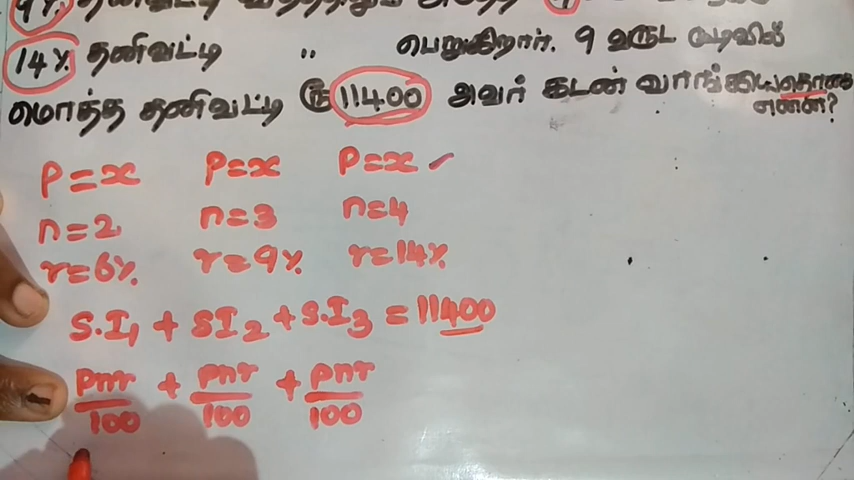 9%
14% தனிவட்டி " பெறுகிறார். 9 வருட முடிவில்
மொத்த தனிவட்டி ரூ 11400 அவர் கடன் வாங்கிய தொகை
என்ன?
P=x P=x P=x ✓
n=2 n=3 n=4
r=6% r=9% r=14%
S.I₁ + SI₂ + S.I₃ = 11400
pnr/100 + pnr/100 + pnr/100